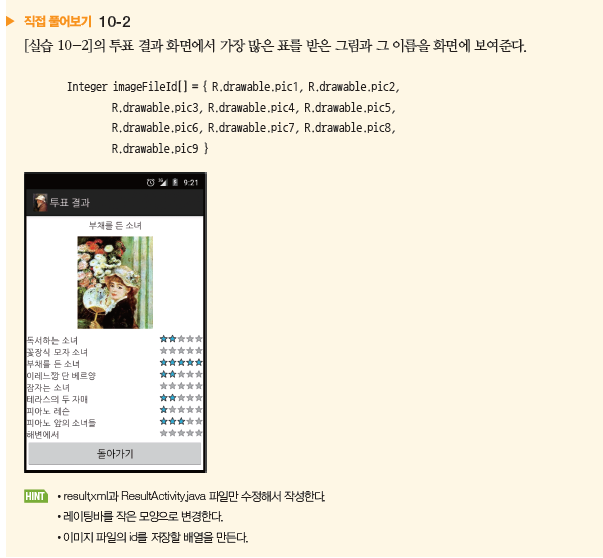 ▶ 직접 풀어보기 10-2
[실습 10-2]의 투표 결과 화면에서 가장 많은 표를 받은 그림과 그 이름을 화면에 보여준다.
Integer imageFileId[] = { R.drawable.pic1, R.drawable.pic2,
R.drawable.pic3, R.drawable.pic4, R.drawable.pic5,
R.drawable.pic6, R.drawable.pic7, R.drawable.pic8,
R.drawable.pic9 }
3G 9:21
투표 결과
부채를 든 소녀
독서하는 소녀
꽃장식 모자 소녀
부채를 든 소녀
이레느깡 단 베르양
잠자는 소녀
테라스의 두 자매
피아노 레슨
피아노 앞의 소녀들
해변에서
돌아가기
HINT • result.xml과 ResultActivity.java 파일만 수정해서 작성한다.
• 레이팅바를 작은 모양으로 변경한다.
• 이미지 파일의 id를 저장할 배열을 만든다.